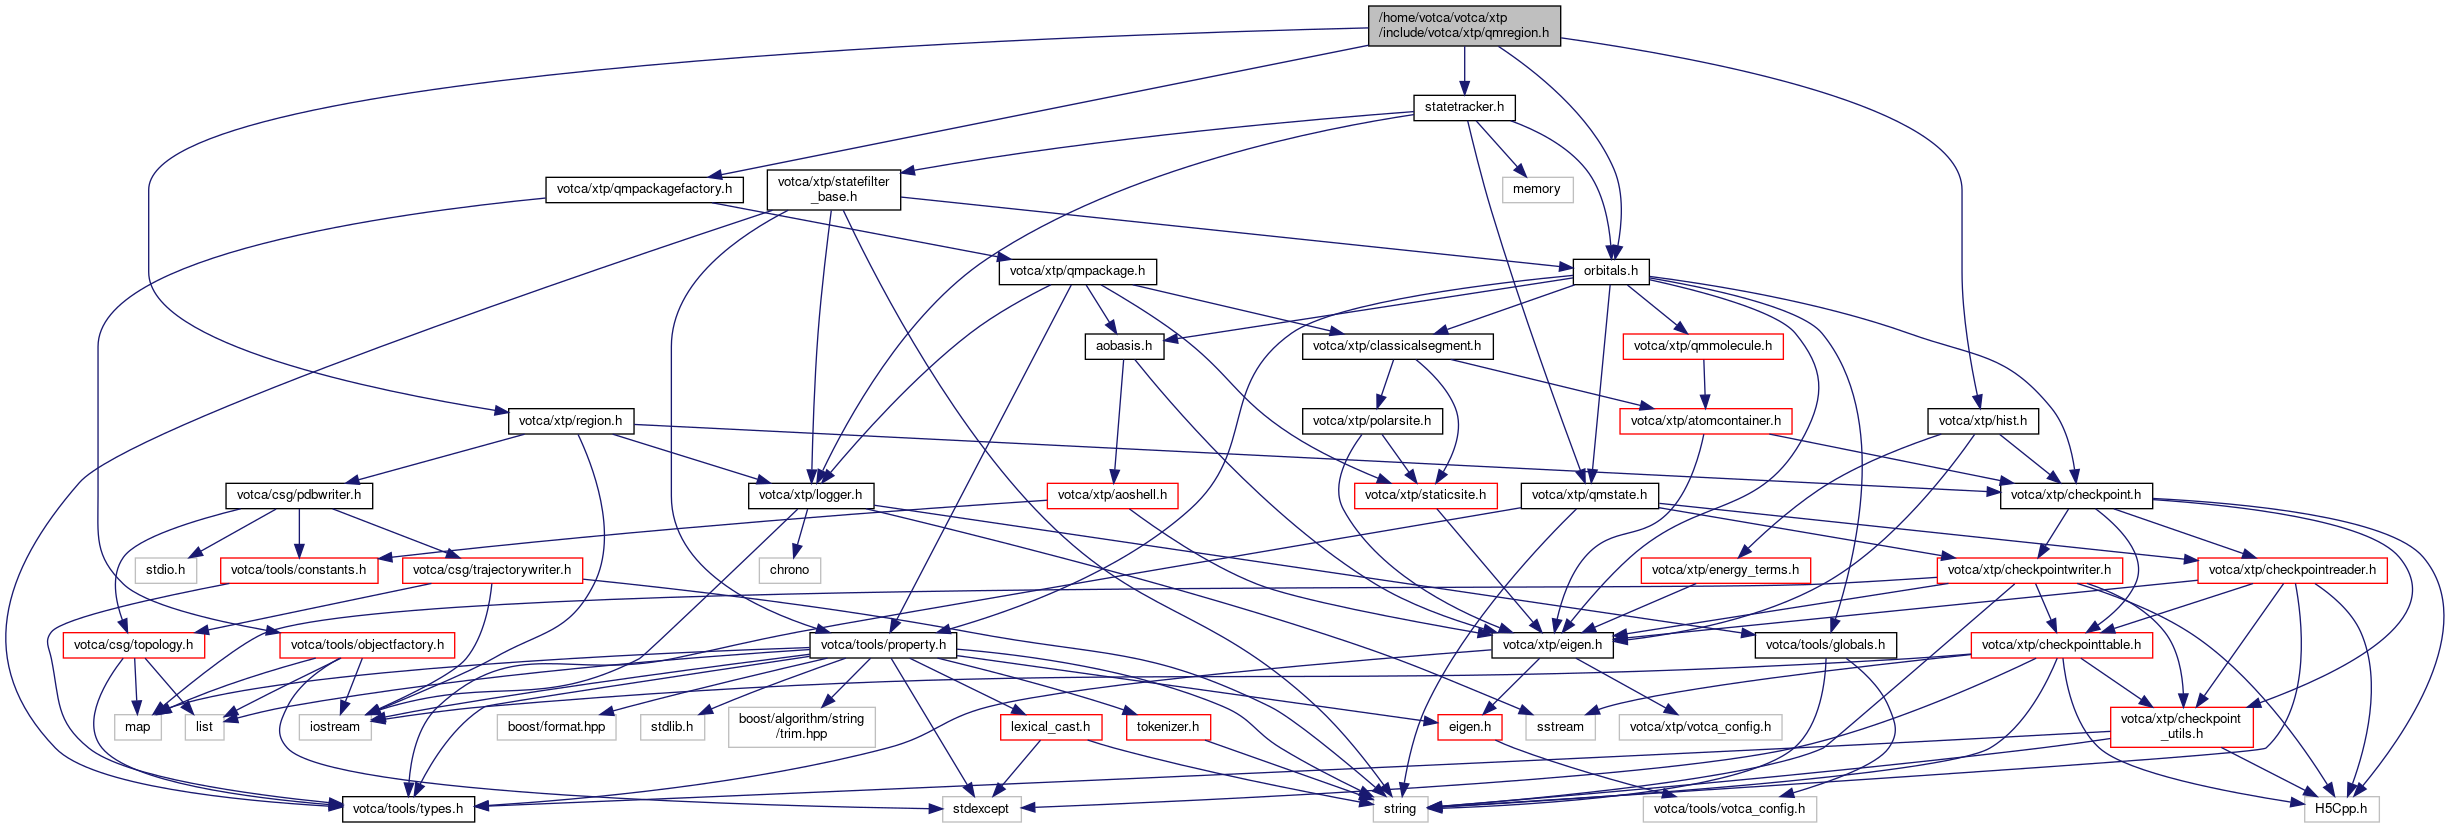 /home/votca/votca/xtp
/include/votca/xtp/qmregion.h
statetracker.h
votca/xtp/qmpackagefactory.h
votca/xtp/statefilter
_base.h
memory
votca/xtp/qmpackage.h
orbitals.h
aobasis.h
votca/xtp/classicalsegment.h
votca/xtp/qmmolecule.h
votca/xtp/region.h
votca/xtp/polarsite.h
votca/xtp/atomcontainer.h
votca/xtp/hist.h
votca/csg/pdbwriter.h
votca/xtp/logger.h
votca/xtp/aoshell.h
votca/xtp/staticsite.h
votca/xtp/qmstate.h
votca/xtp/checkpoint.h
stdio.h
votca/tools/constants.h
votca/csg/trajectorywriter.h
chrono
votca/xtp/energy_terms.h
votca/xtp/checkpointwriter.h
votca/xtp/checkpointreader.h
votca/csg/topology.h
votca/tools/objectfactory.h
votca/tools/property.h
votca/xtp/eigen.h
votca/tools/globals.h
votca/xtp/checkpointtable.h
map
list
iostream
boost/format.hpp
stdlib.h
boost/algorithm/string
/trim.hpp
lexical_cast.h
tokenizer.h
eigen.h
sstream
votca/xtp/votca_config.h
votca/xtp/checkpoint
_utils.h
votca/tools/types.h
stdexcept
string
votca/tools/votca_config.h
H5Cpp.h